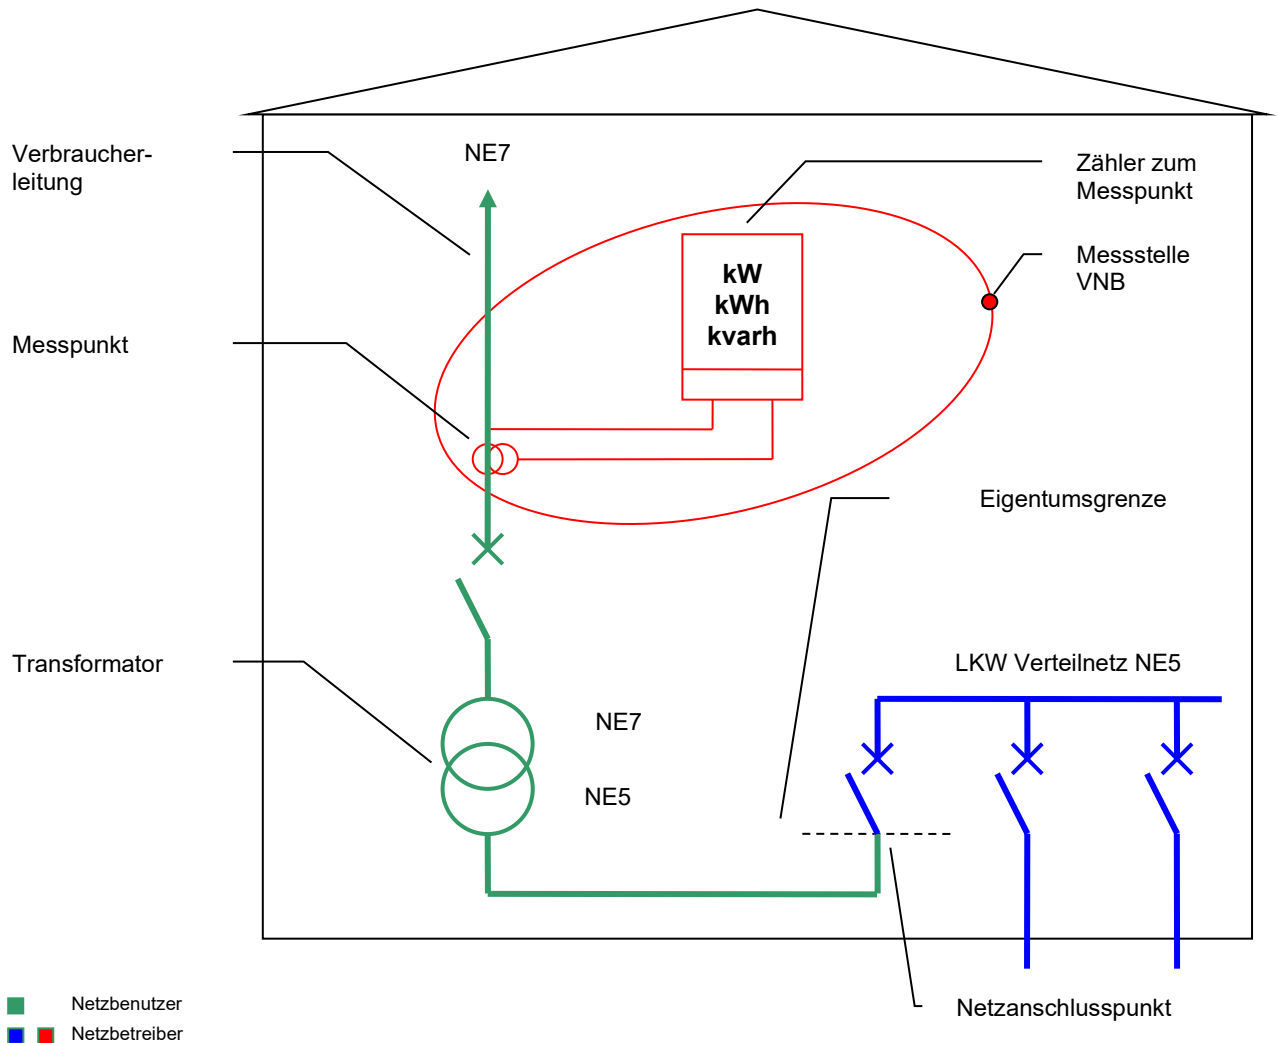 Verbraucher-
leitung
NE7
Zähler zum
Messpunkt
kW
kWh
kvarh
Messstelle
VNB
Messpunkt
Eigentumsgrenze
Transformator
LKW Verteilnetz NE5
NE7
NE5
Netzbenutzer
Netzanschlusspunkt
Netzbetreiber